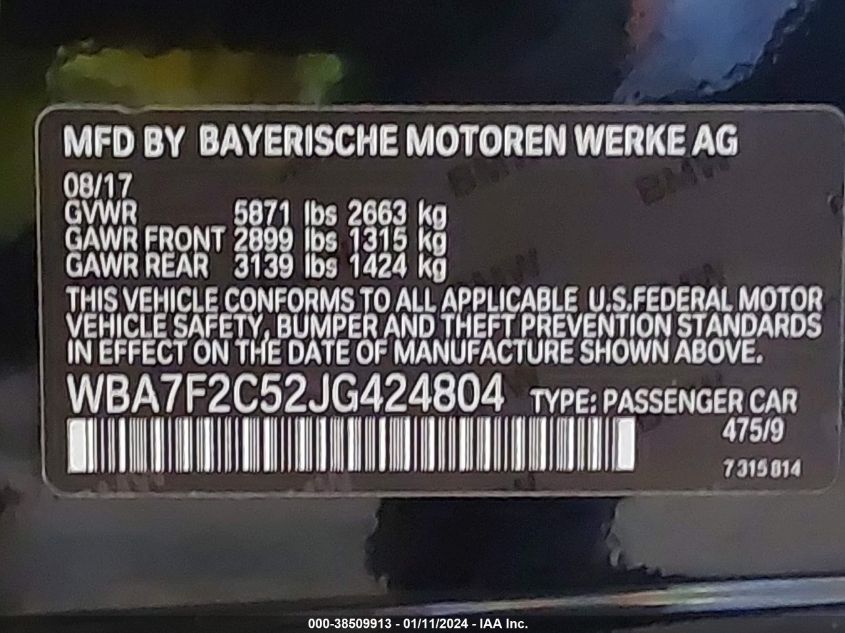 MFD BY BAYERISCHE MOTOREN WERKE AG
08/17
GVWR 5871 lbs 2663 kg
GAWR FRONT 2899 lbs 1315 kg
GAWR REAR 3139 lbs 1424 kg
THIS VEHICLE CONFORMS TO ALL APPLICABLE U.S.FEDERAL MOTOR
VEHICLE SAFETY, BUMPER AND THEFT PREVENTION STANDARDS
IN EFFECT ON THE DATE OF MANUFACTURE SHOWN ABOVE.
WBA7F2C52JG424804 TYPE: PASSENGER CAR
475/9
7 315 814
000-38509913 - 01/11/2024 - IAA Inc.